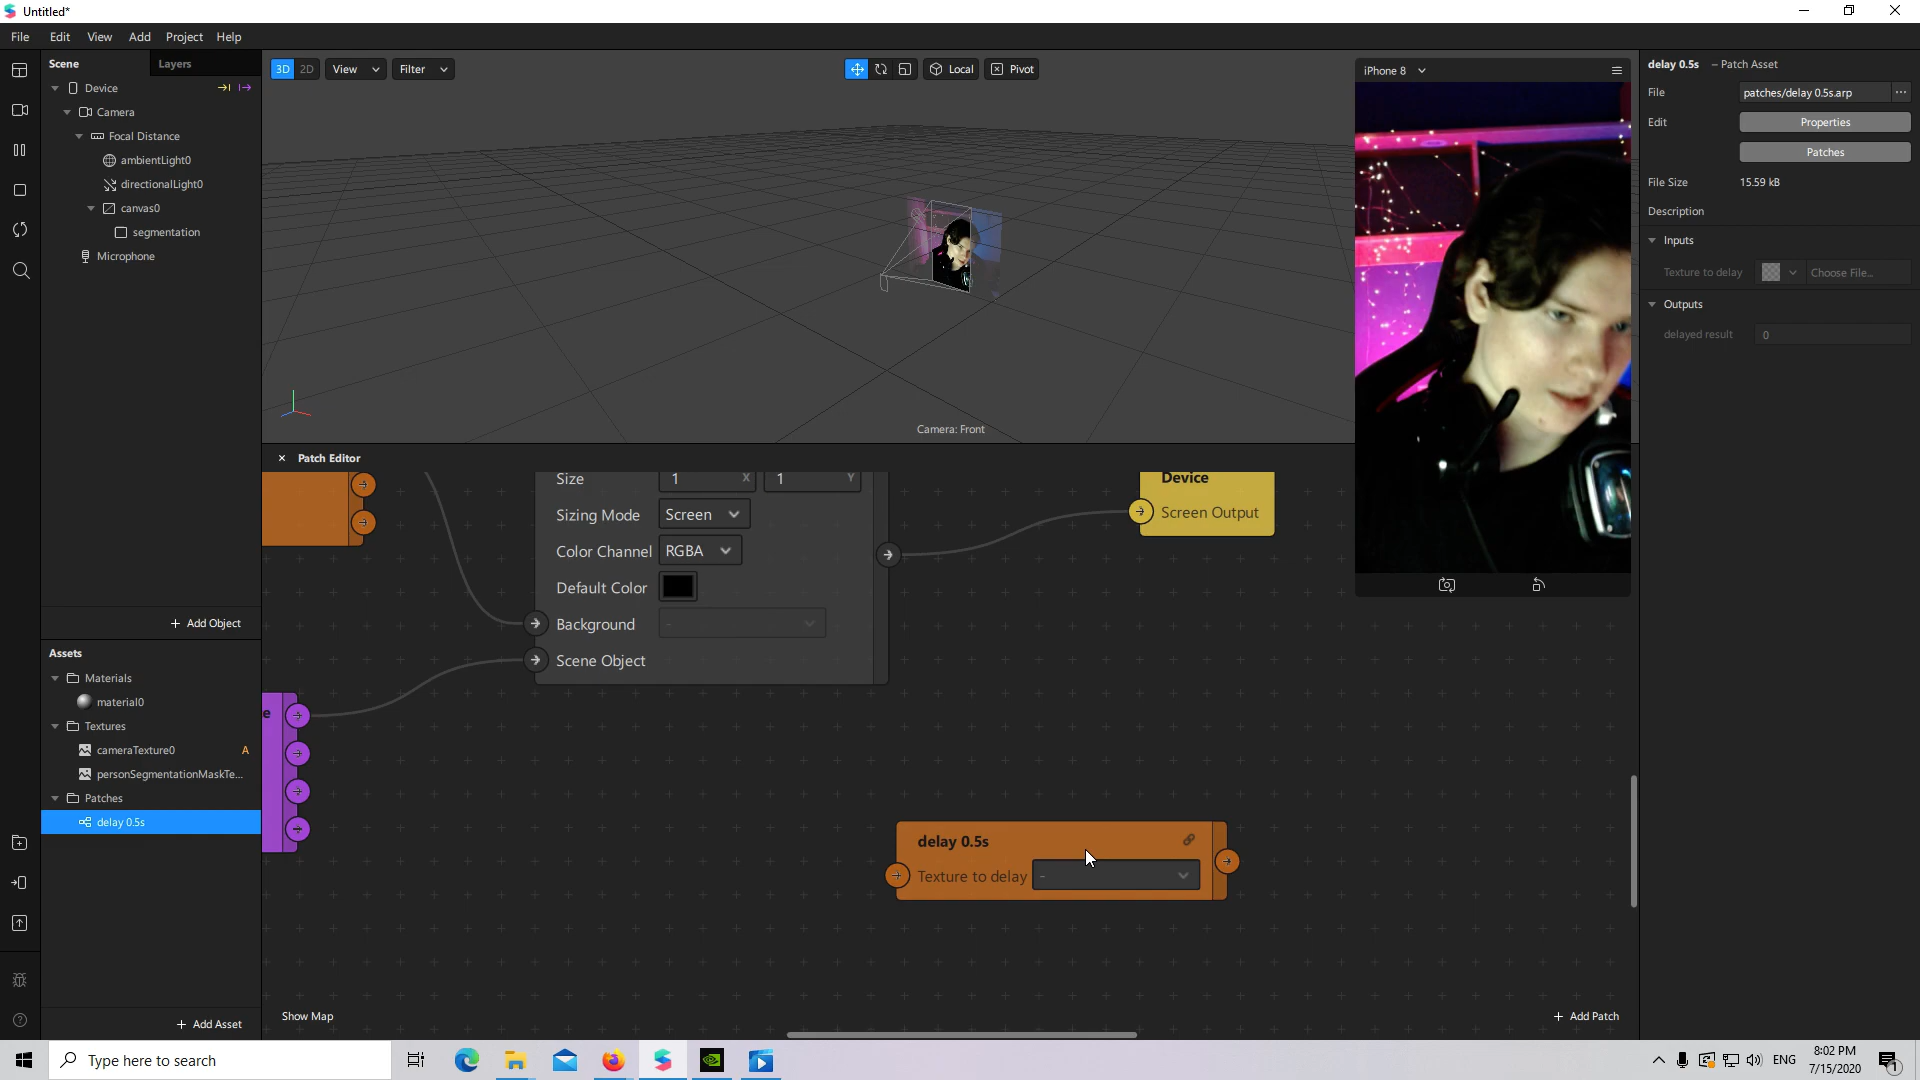 Untitled*
File Edit View Add Project Help
Scene Layers
Device
Camera
Focal Distance
ambientLight0
directionalLight0
canvas0
segmentation
Microphone
+ Add Object
Assets
Materials
material0
Textures
cameraTexture0 A
personSegmentationMaskTe...
Patches
delay 0.5s
+ Add Asset
3D 2D View Filter
Local Pivot
Camera: Front
× Patch Editor
Size 1 X 1 Y
Sizing Mode Screen
Color Channel RGBA
Default Color
Background -
Scene Object
e
Device
Screen Output
delay 0.5s
Texture to delay -
Show Map
+ Add Patch
iPhone 8
delay 0.5s – Patch Asset
File patches/delay 0.5s.arp ...
Edit Properties
Patches
File Size 15.59 kB
Description
Inputs
Texture to delay Choose File...
Outputs
delayed result 0
Type here to search
ENG
8:02 PM
7/15/2020
1